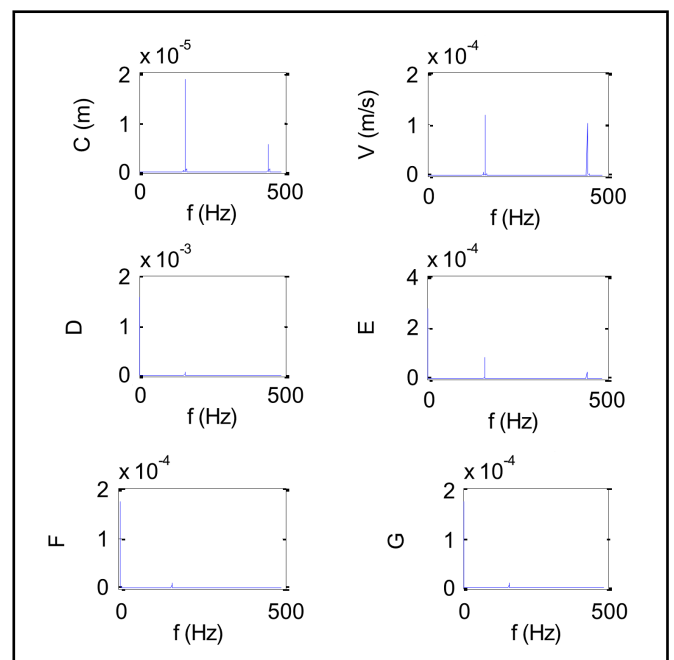 x 10^-5
2
1
0
C (m)
0 500
f (Hz)
x 10^-4
2
1
0
V (m/s)
0 500
f (Hz)
x 10^-3
2
1
0
D
0 500
f (Hz)
x 10^-4
4
2
0
E
0 500
f (Hz)
x 10^-4
2
1
0
F
0 500
f (Hz)
x 10^-4
2
1
0
G
0 500
f (Hz)